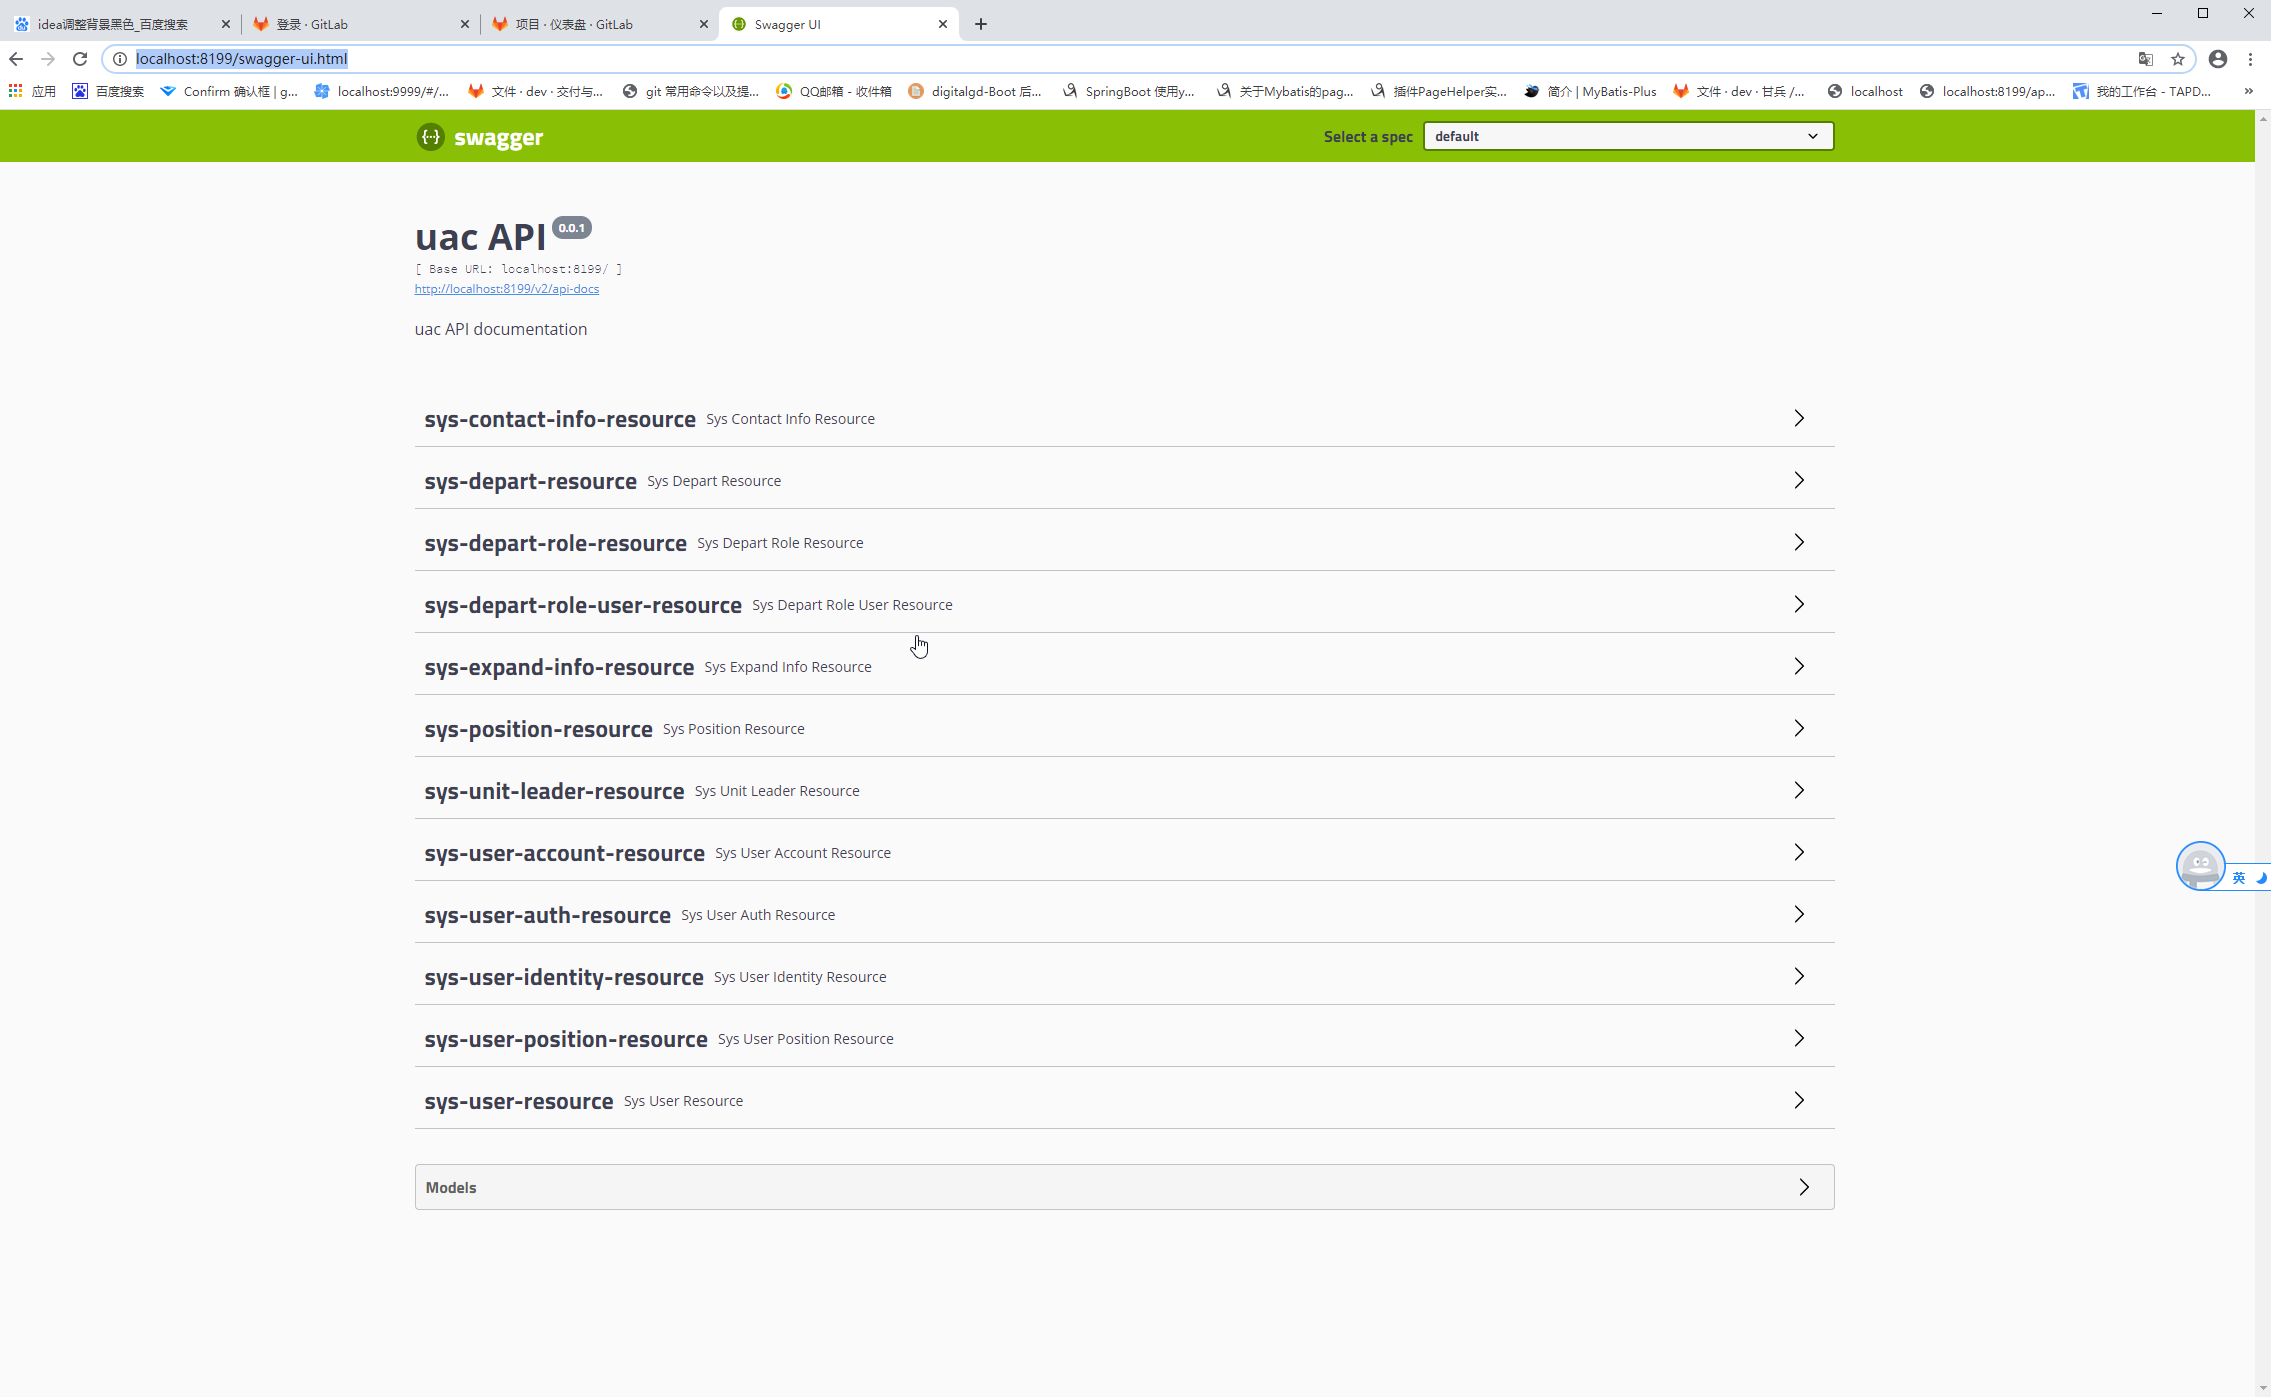 idea调整背景黑色_百度搜索
登录 · GitLab
项目 · 仪表盘 · GitLab
Swagger UI
localhost:8199/swagger-ui.html
应用
百度搜索
Confirm 确认框 | g...
localhost:9999/#/...
文件 · dev · 交付与...
git 常用命令以及提...
QQ邮箱 - 收件箱
digitalgd-Boot 后...
SpringBoot 使用y...
关于Mybatis的pag...
插件PageHelper实...
简介 | MyBatis-Plus
文件 · dev · 甘兵 /...
localhost
localhost:8199/ap...
我的工作台 - TAPD...
»
{···} swagger
Select a spec
default
uac API 0.0.1
[ Base URL: localhost:8199/ ]
http://localhost:8199/v2/api-docs
uac API documentation
sys-contact-info-resource Sys Contact Info Resource
sys-depart-resource Sys Depart Resource
sys-depart-role-resource Sys Depart Role Resource
sys-depart-role-user-resource Sys Depart Role User Resource
sys-expand-info-resource Sys Expand Info Resource
sys-position-resource Sys Position Resource
sys-unit-leader-resource Sys Unit Leader Resource
sys-user-account-resource Sys User Account Resource
英
sys-user-auth-resource Sys User Auth Resource
sys-user-identity-resource Sys User Identity Resource
sys-user-position-resource Sys User Position Resource
sys-user-resource Sys User Resource
Models